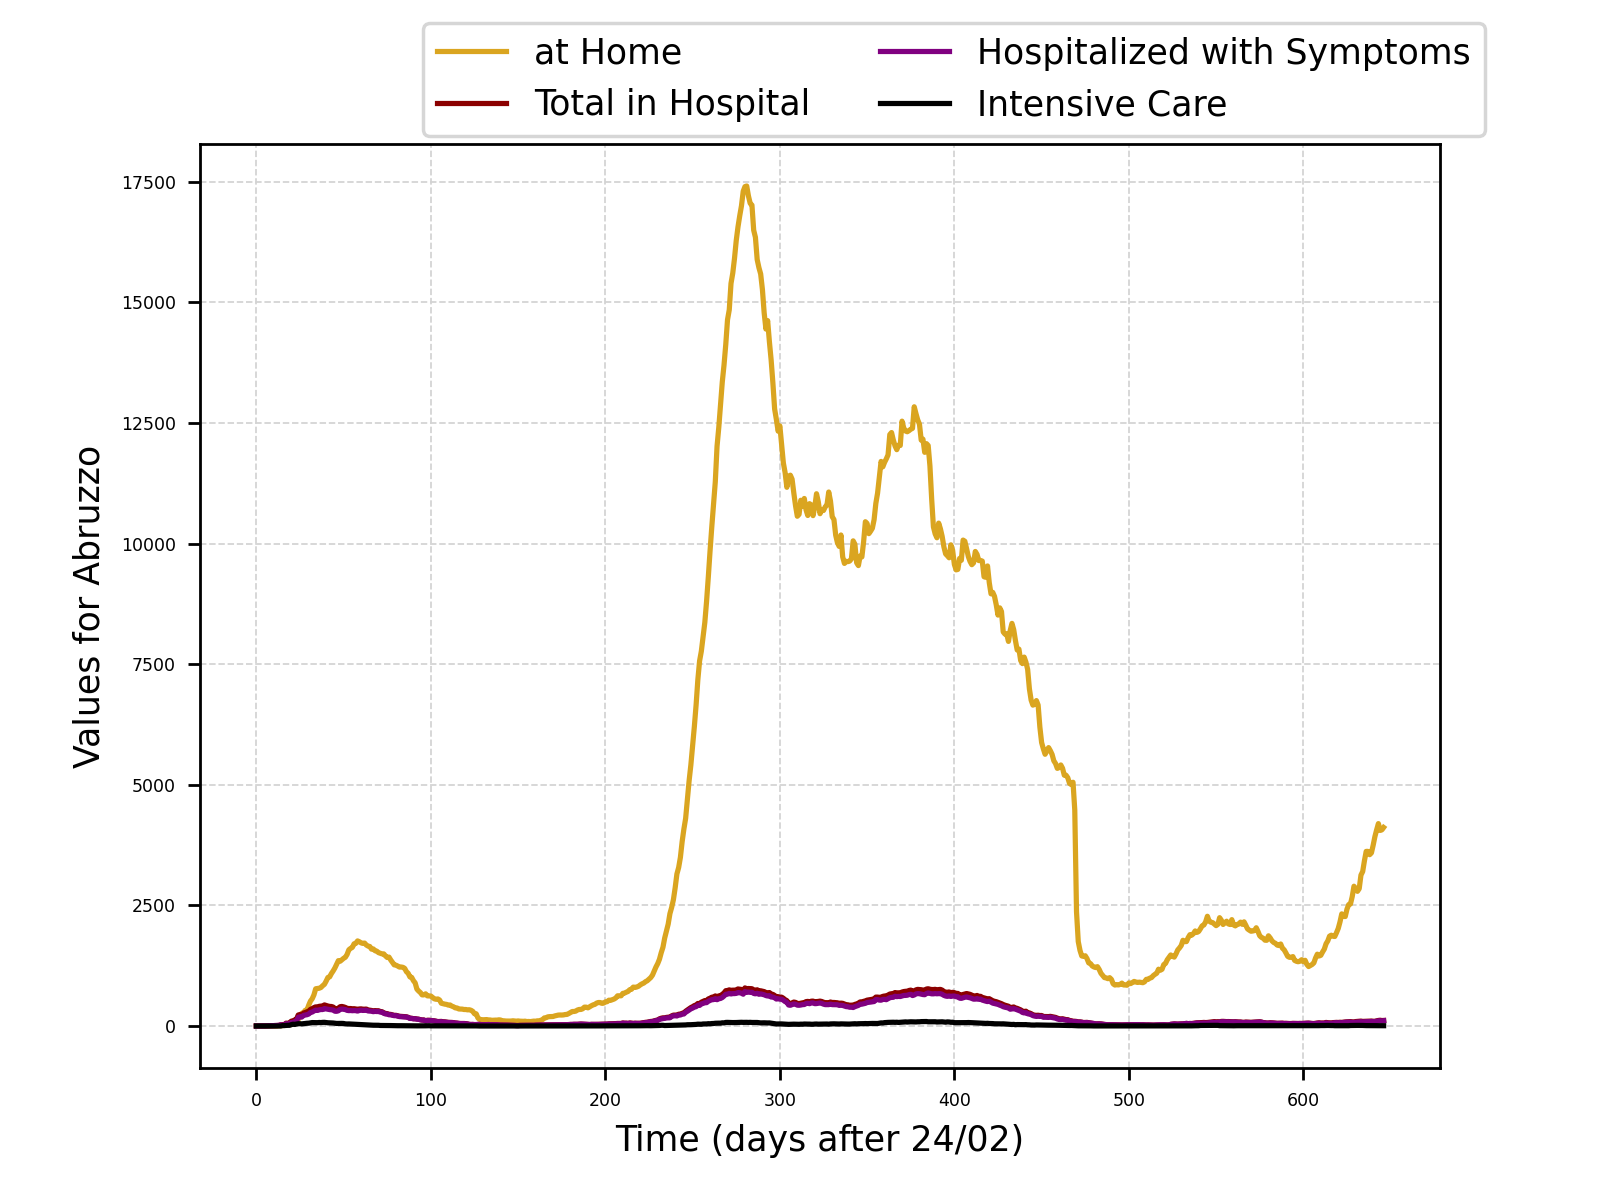 at Home
Total in Hospital
Hospitalized with Symptoms
Intensive Care
17500
15000
12500
10000
7500
5000
2500
0
Values for Abruzzo
0 100 200 300 400 500 600
Time (days after 24/02)